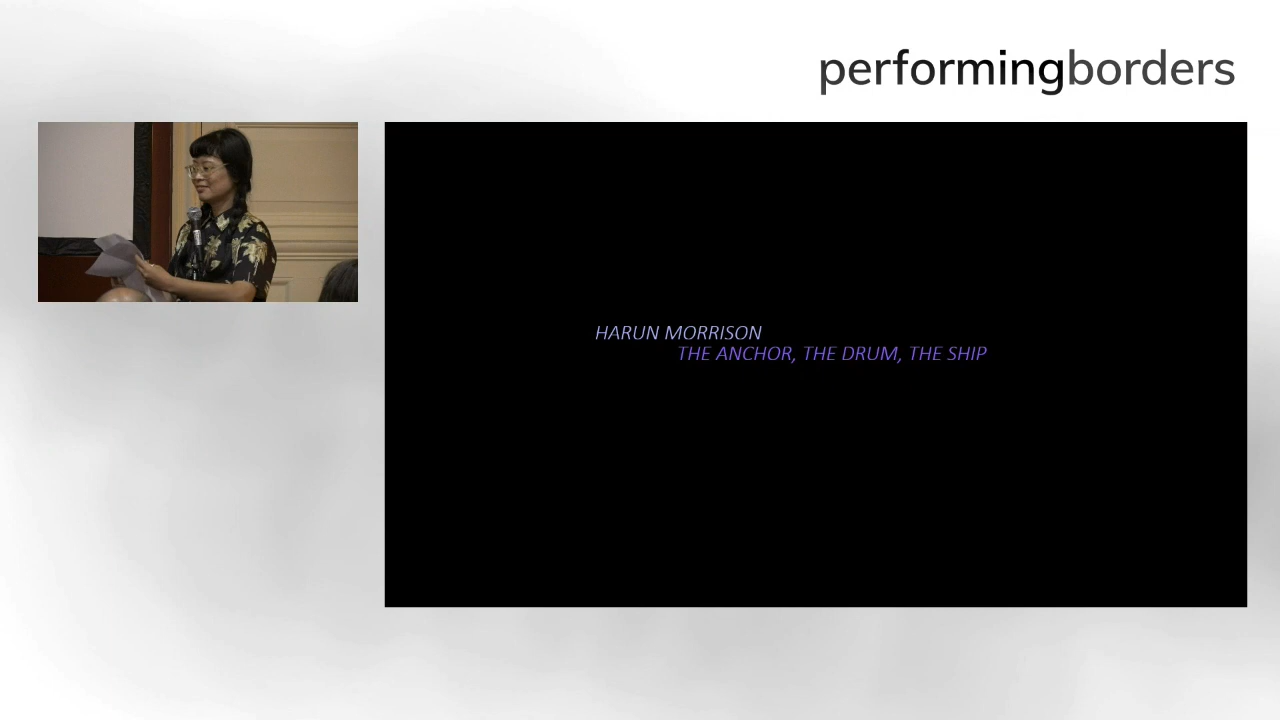 performingborders
HARUN MORRISON
THE ANCHOR, THE DRUM, THE SHIP